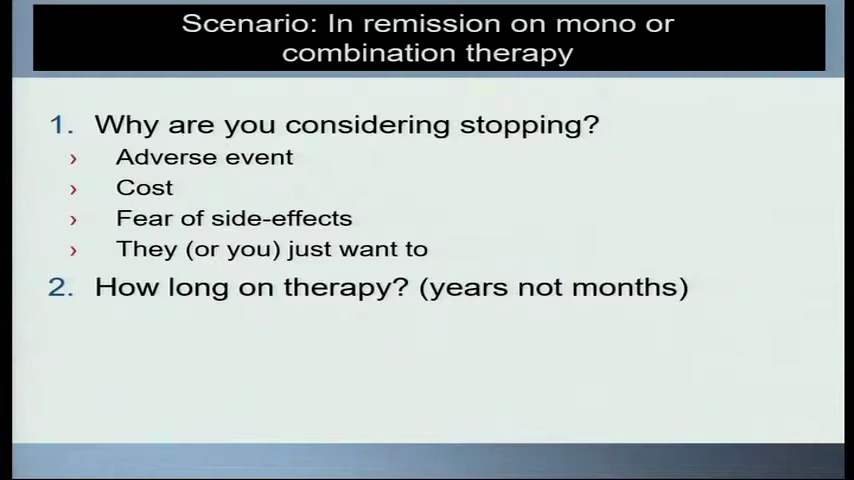 Scenario: In remission on mono or
combination therapy
1. Why are you considering stopping?
› Adverse event
› Cost
› Fear of side-effects
› They (or you) just want to
2. How long on therapy? (years not months)